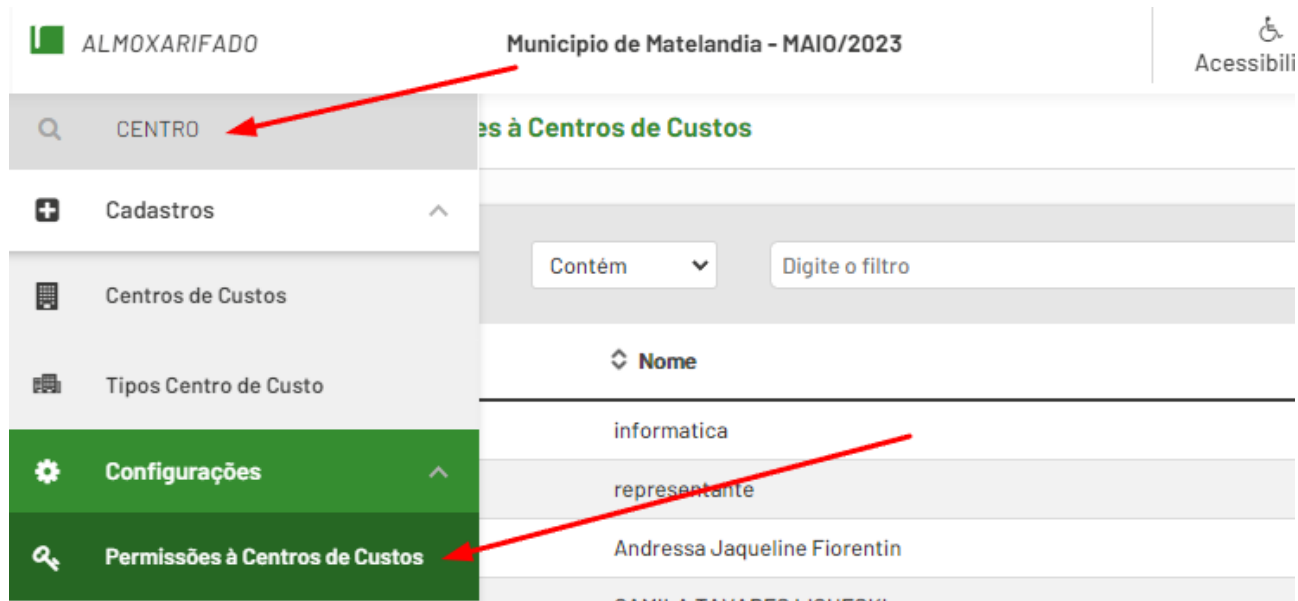 ALMOXARIFADO
Municipio de Matelandia - MAIO/2023
Acessibili
CENTRO
es à Centros de Custos
Cadastros
Contém
Digite o filtro
Centros de Custos
Nome
Tipos Centro de Custo
informatica
Configurações
representante
Permissões à Centros de Custos
Andressa Jaqueline Fiorentin